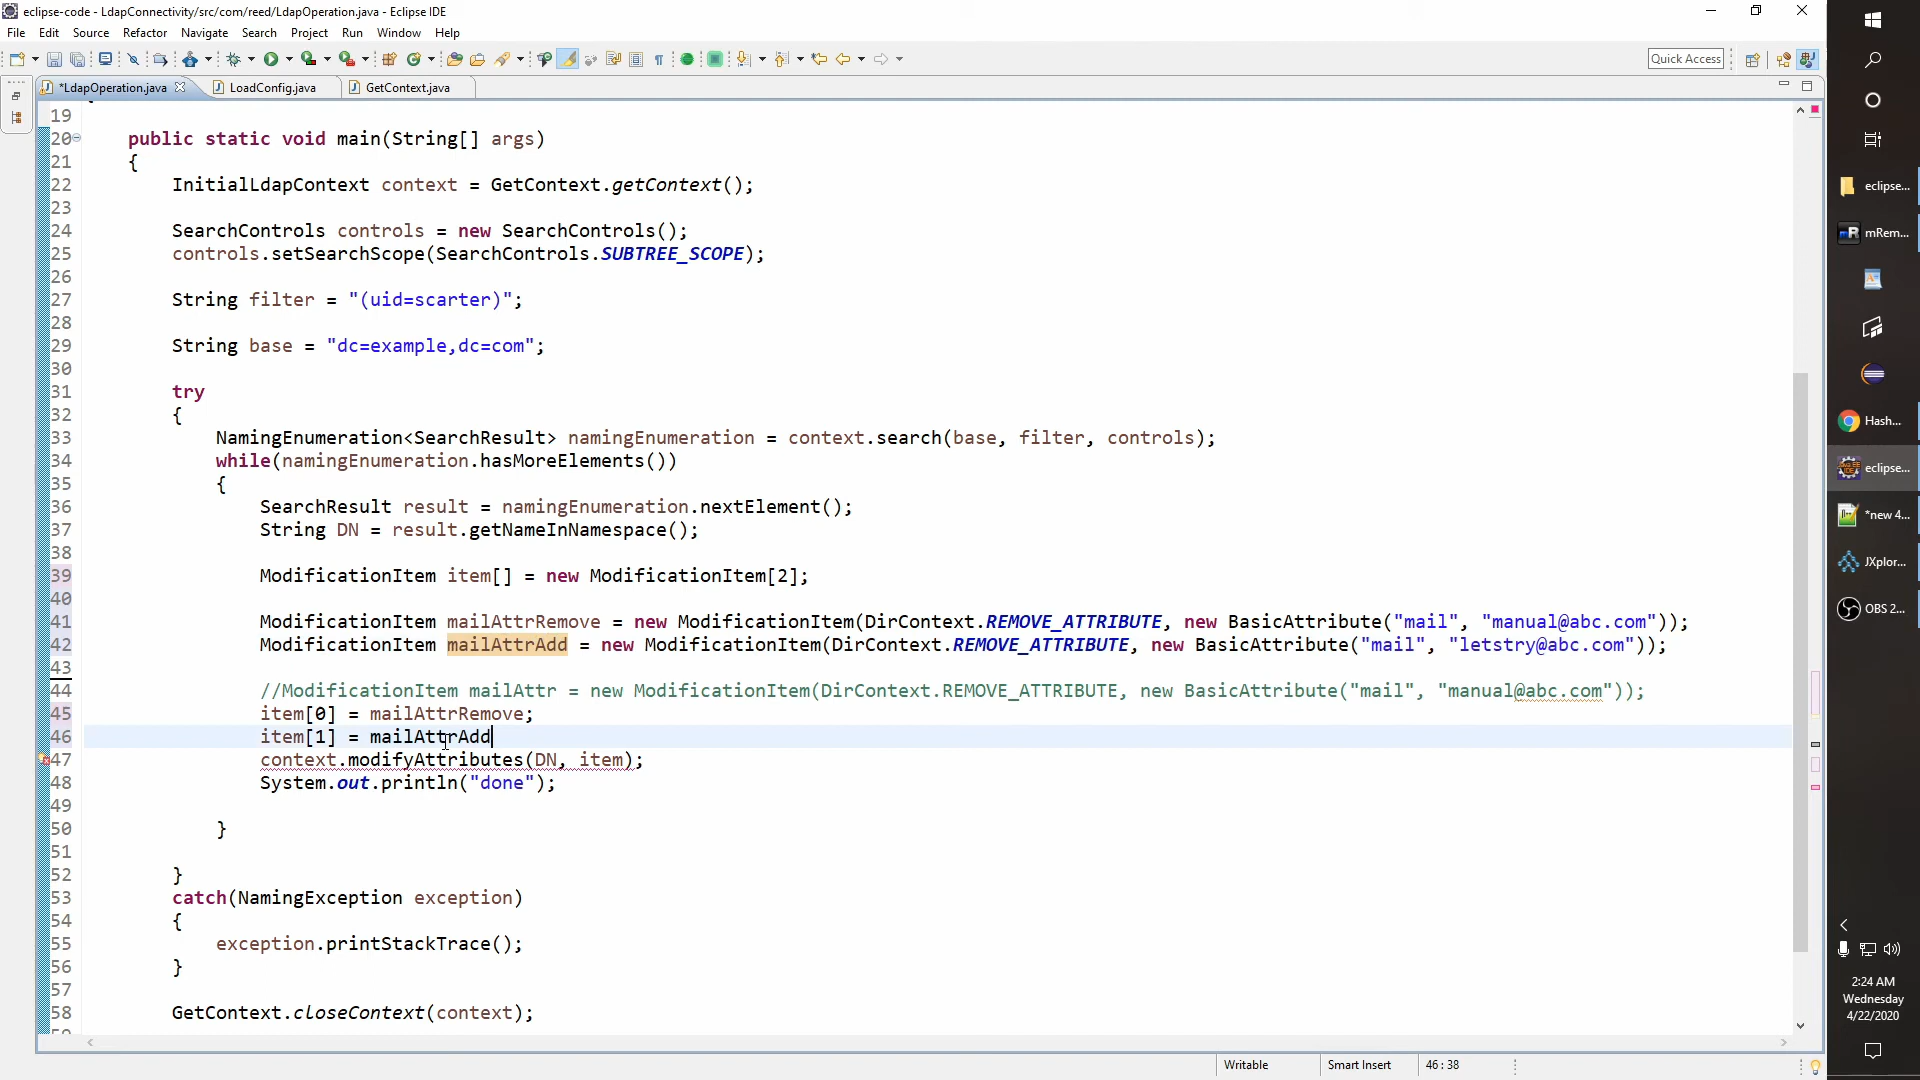 eclipse-code - LdapConnectivity/src/com/reed/LdapOperation.java - Eclipse IDE
File Edit Source Refactor Navigate Search Project Run Window Help
Quick Access
*LdapOperation.java LoadConfig.java GetContext.java
19
20 public static void main(String[] args)
21 {
22 InitialLdapContext context = GetContext.getContext();
23
24 SearchControls controls = new SearchControls();
25 controls.setSearchScope(SearchControls.SUBTREE_SCOPE);
26
27 String filter = "(uid=scarter)";
28
29 String base = "dc=example,dc=com";
30
31 try
32 {
33 NamingEnumeration<SearchResult> namingEnumeration = context.search(base, filter, controls);
34 while(namingEnumeration.hasMoreElements())
35 {
36 SearchResult result = namingEnumeration.nextElement();
37 String DN = result.getNameInNamespace();
38
39 ModificationItem item[] = new ModificationItem[2];
40
41 ModificationItem mailAttrRemove = new ModificationItem(DirContext.REMOVE_ATTRIBUTE, new BasicAttribute("mail", "manual@abc.com"));
42 ModificationItem mailAttrAdd = new ModificationItem(DirContext.REMOVE_ATTRIBUTE, new BasicAttribute("mail", "letstry@abc.com"));
43
44 //ModificationItem mailAttr = new ModificationItem(DirContext.REMOVE_ATTRIBUTE, new BasicAttribute("mail", "manual@abc.com"));
45 item[0] = mailAttrRemove;
46 item[1] = mailAttrAdd
47 context.modifyAttributes(DN, item);
48 System.out.println("done");
49
50 }
51
52 }
53 catch(NamingException exception)
54 {
55 exception.printStackTrace();
56 }
57
58 GetContext.closeContext(context);
Writable Smart Insert 46 : 38
eclipse...
mRem...
Hash...
eclipse...
*new 4...
JXplor...
OBS 2...
2:24 AM
Wednesday
4/22/2020